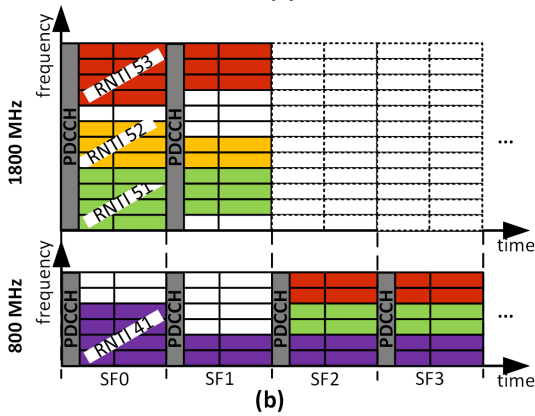 frequency
1800 MHz
PDCCH
RNTI 53
RNTI 52
RNTI 51
PDCCH
...
time
frequency
800 MHz
PDCCH
RNTI 41
PDCCH
PDCCH
PDCCH
...
time
SF0
SF1
SF2
SF3
(b)